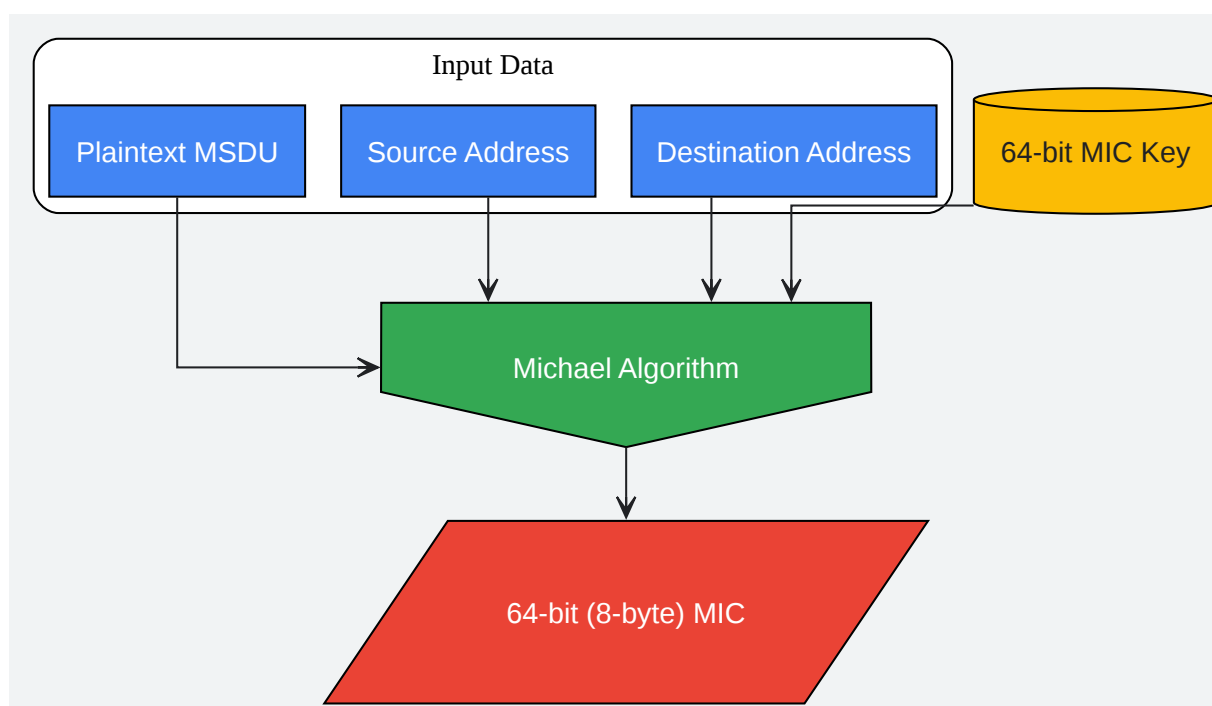 Input Data
Plaintext MSDU
Source Address
Destination Address
64-bit MIC Key
Michael Algorithm
64-bit (8-byte) MIC